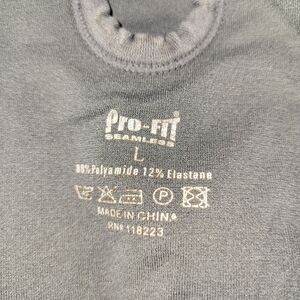 PRO-FIT
SEAMLESS
L
88% Polyamide 12% Elastane
P
MADE IN CHINA
RN# 118223